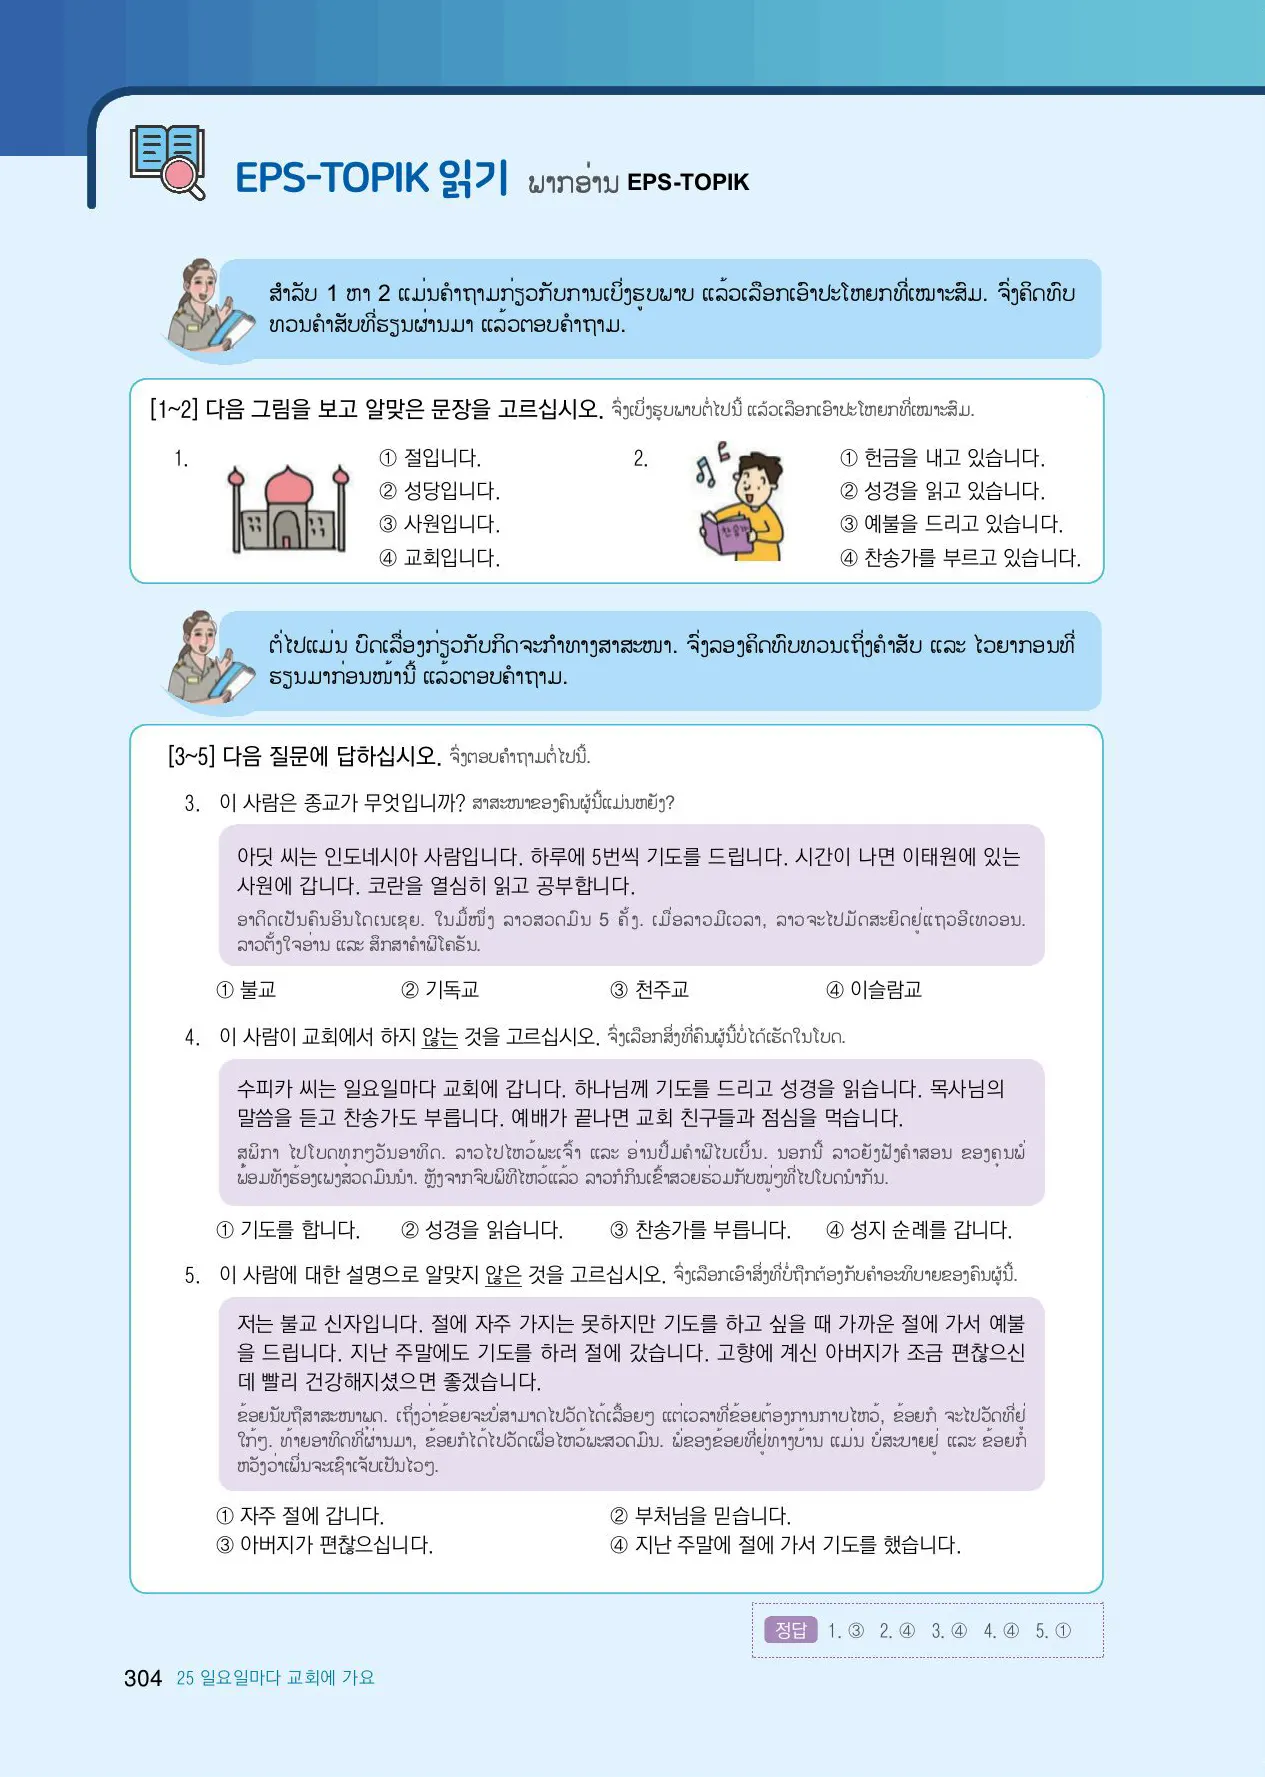 EPS-TOPIK 읽기 ພາກອ່ານ EPS-TOPIK
ສຳລັບ 1 ຫາ 2 ແມ່ນຄຳຖາມກ່ຽວກັບການເບິ່ງຮູບພາບ ແລ້ວເລືອກເອົາປະໂຫຍກທີ່ເໝາະສົມ. ຈົ່ງຄິດທົບ
ທວນຄຳສັບທີ່ຮຽນຜ່ານມາ ແລ້ວຕອບຄຳຖາມ.
[1~2] 다음 그림을 보고 알맞은 문장을 고르십시오. ຈົ່ງເບິ່ງຮູບພາບຕໍ່ໄປນີ້ ແລ້ວເລືອກເອົາປະໂຫຍກທີ່ເໝາະສົມ.
1.
① 절입니다.
② 성당입니다.
③ 사원입니다.
④ 교회입니다.
2.
찬송가
① 헌금을 내고 있습니다.
② 성경을 읽고 있습니다.
③ 예불을 드리고 있습니다.
④ 찬송가를 부르고 있습니다.
ຕໍ່ໄປແມ່ນ ບົດເລື່ອງກ່ຽວກັບກິດຈະກຳທາງສາສະໜາ. ຈົ່ງລອງຄິດທົບທວນເຖິ່ງຄຳສັບ ແລະ ໄວຍາກອນທີ່
ຮຽນມາກ່ອນໜ້ານີ້ ແລ້ວຕອບຄຳຖາມ.
[3~5] 다음 질문에 답하십시오. ຈົ່ງຕອບຄຳຖາມຕໍ່ໄປນີ້.
3. 이 사람은 종교가 무엇입니까? ສາສະໜາຂອງຄົນຜູ້ນີ້ແມ່ນຫຍັງ?
아딧 씨는 인도네시아 사람입니다. 하루에 5번씩 기도를 드립니다. 시간이 나면 이태원에 있는
사원에 갑니다. 코란을 열심히 읽고 공부합니다.
ອາດິດເປັນຄົນອິນໂດເນເຊຍ. ໃນມື້ໜຶ່ງ ລາວສວດມົນ 5 ຄັ້ງ. ເມື່ອລາວມີເວລາ, ລາວຈະໄປມັດສະຍິດຢູ່ແຖວອີເທວອນ.
ລາວຕັ້ງໃຈອ່ານ ແລະ ສຶກສາຄຳພີໂຄຣັນ.
① 불교 ② 기독교 ③ 천주교 ④ 이슬람교
4. 이 사람이 교회에서 하지 않는 것을 고르십시오. ຈົ່ງເລືອກສິ່ງທີ່ຄົນຜູ້ນີ້ບໍ່ໄດ້ເຮັດໃນໂບດ.
수피카 씨는 일요일마다 교회에 갑니다. 하나님께 기도를 드리고 성경을 읽습니다. 목사님의
말씀을 듣고 찬송가도 부릅니다. 예배가 끝나면 교회 친구들과 점심을 먹습니다.
ສຸພິກາ ໄປໂບດທຸກໆວັນອາທິດ. ລາວໄປໄຫວ້ພະເຈົ້າ ແລະ ອ່ານປຶ້ມຄຳພີໄບເບິ້ນ. ນອກນີ້ ລາວຍັງຟັງຄຳສອນ ຂອງຄຸນພໍ່
ພ້ອມທັງຮ້ອງເພງສວດມົນນຳ. ຫຼັງຈາກຈົບພິທີໄຫວ້ແລ້ວ ລາວກໍກິນເຂົ້າສວຍຮ່ວມກັບໝູ່ໆທີ່ໄປໂບດນຳກັນ.
① 기도를 합니다. ② 성경을 읽습니다. ③ 찬송가를 부릅니다. ④ 성지 순례를 갑니다.
5. 이 사람에 대한 설명으로 알맞지 않은 것을 고르십시오. ຈົ່ງເລືອກເອົາສິ່ງທີ່ບໍ່ຖືກຕ້ອງກັບຄຳອະທິບາຍຂອງຄົນຜູ້ນີ້.
저는 불교 신자입니다. 절에 자주 가지는 못하지만 기도를 하고 싶을 때 가까운 절에 가서 예불
을 드립니다. 지난 주말에도 기도를 하러 절에 갔습니다. 고향에 계신 아버지가 조금 편찮으신
데 빨리 건강해지셨으면 좋겠습니다.
ຂ້ອຍນັບຖືສາສະໜາພຸດ. ເຖິງວ່າຂ້ອຍຈະບໍ່ສາມາດໄປວັດໄດ້ເລື້ອຍໆ ແຕ່ເວລາທີ່ຂ້ອຍຕ້ອງການກາບໄຫວ້, ຂ້ອຍກໍ ຈະໄປວັດທີ່ຢູ່
ໃກ້ໆ. ທ້າຍອາທິດທີ່ຜ່ານມາ, ຂ້ອຍກໍໄດ້ໄປວັດເພື່ອໄຫວ້ພະສວດມົນ. ພໍ່ຂອງຂ້ອຍທີ່ຢູ່ທາງບ້ານ ແມ່ນ ບໍ່ສະບາຍຢູ່ ແລະ ຂ້ອຍກໍ່
ຫວັງວ່າເພິ່ນຈະເຊົາເຈັບເປັນໄວໆ.
① 자주 절에 갑니다. ② 부처님을 믿습니다.
③ 아버지가 편찮으십니다. ④ 지난 주말에 절에 가서 기도를 했습니다.
정답 1. ③ 2. ④ 3. ④ 4. ④ 5. ①
304 25 일요일마다 교회에 가요